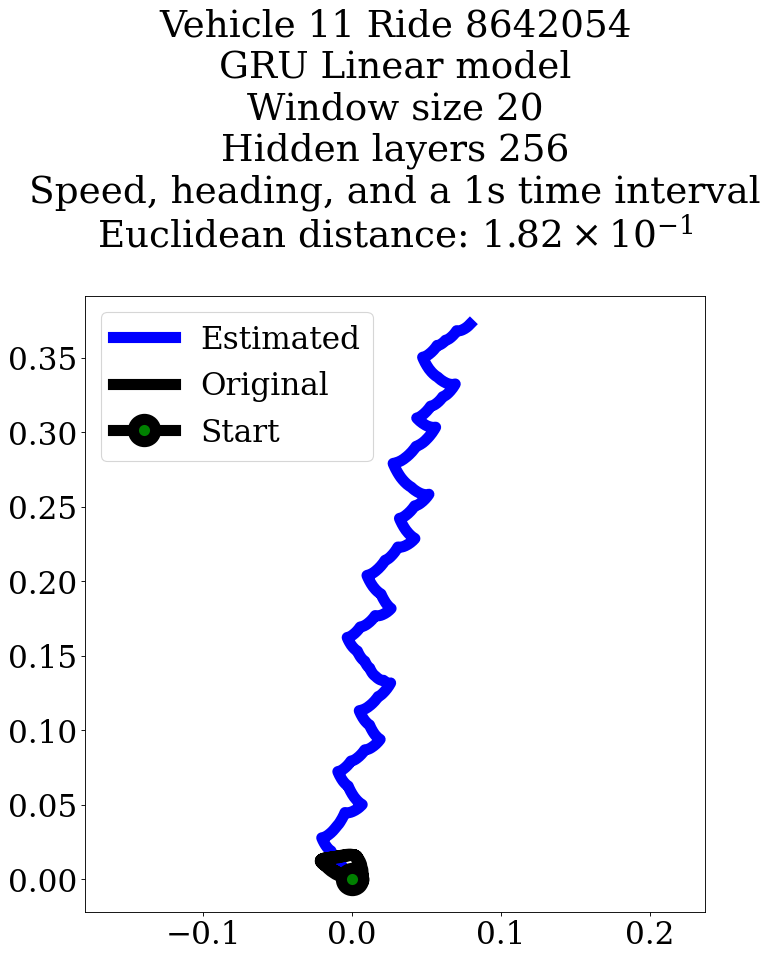 Vehicle 11 Ride 8642054
GRU Linear model
Window size 20
Hidden layers 256
Speed, heading, and a 1s time interval
Euclidean distance: 1.82 × 10⁻¹
Estimated
Original
Start
0.35
0.30
0.25
0.20
0.15
0.10
0.05
0.00
−0.1
0.0
0.1
0.2